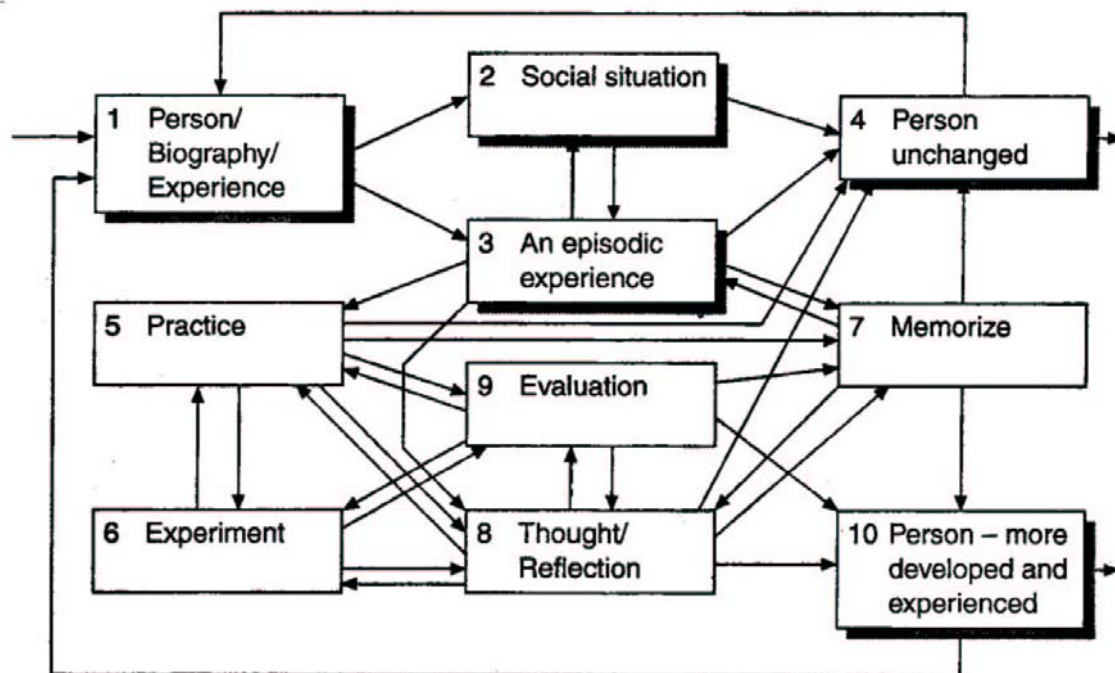 1 Person/
Biography/
Experience
2 Social situation
3 An episodic
experience
4 Person
unchanged
5 Practice
6 Experiment
7 Memorize
8 Thought/
Reflection
9 Evaluation
10 Person – more
developed and
experienced